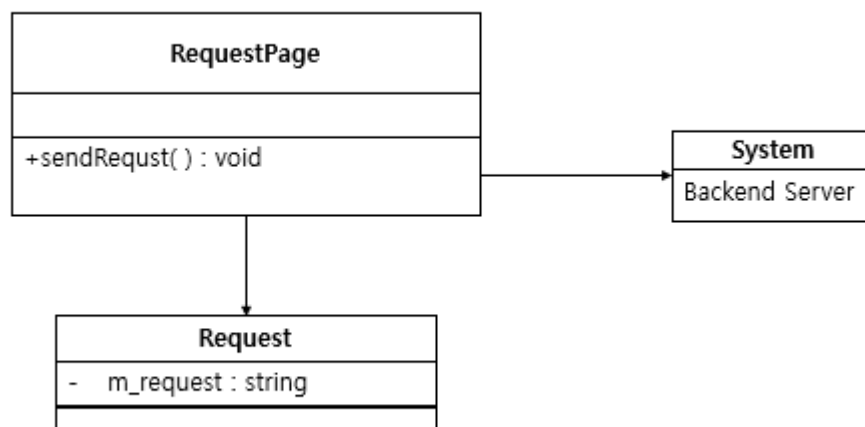 RequestPage
+sendRequst( ) : void
System
Backend Server
Request
- m_request : string